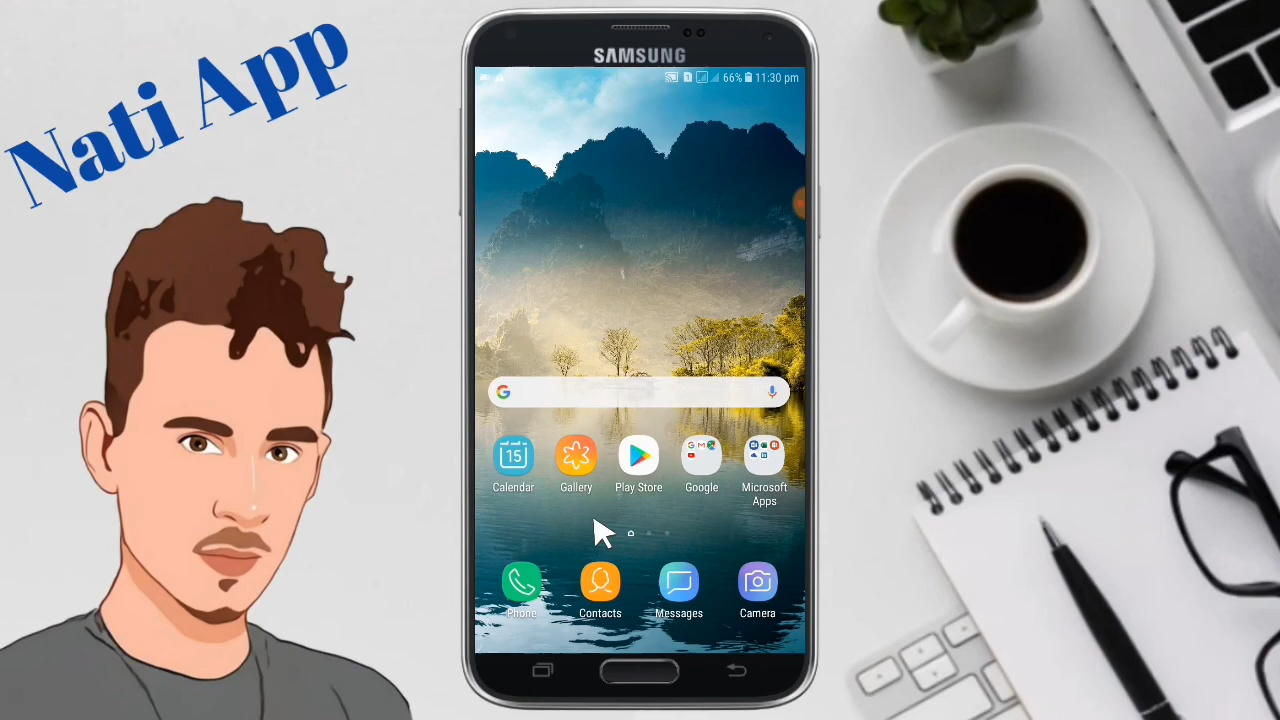 Nati App
SAMSUNG
66% 11:30 pm
15
Calendar Gallery Play Store Google Microsoft Apps
Phone Contacts Messages Camera